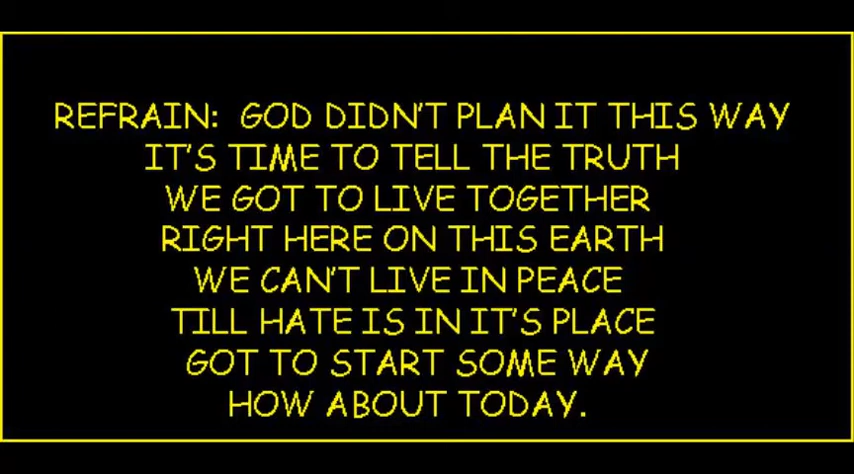 REFRAIN: GOD DIDN'T PLAN IT THIS WAY
IT'S TIME TO TELL THE TRUTH
WE GOT TO LIVE TOGETHER
RIGHT HERE ON THIS EARTH
WE CAN'T LIVE IN PEACE
TILL HATE IS IN IT'S PLACE
GOT TO START SOME WAY
HOW ABOUT TODAY.